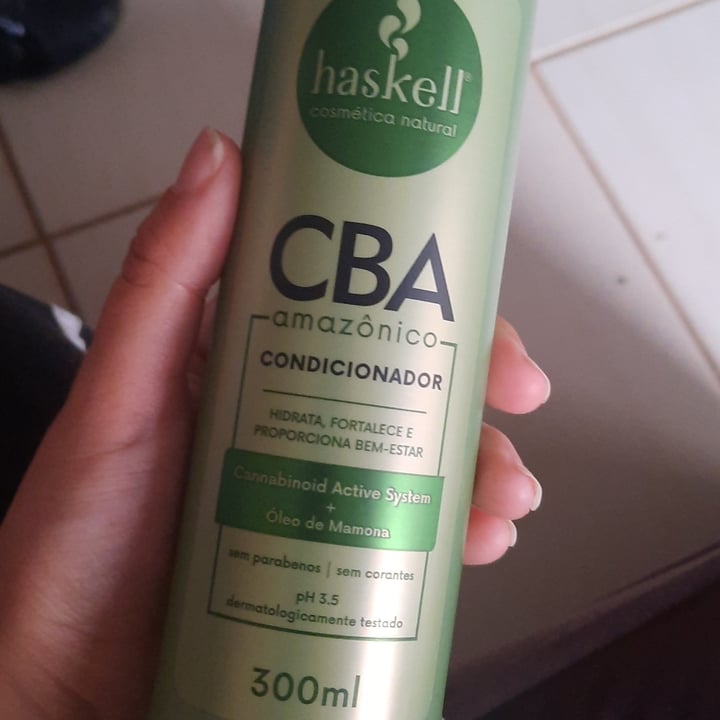 haskell®
cosmética natural
CBA
amazônico
CONDICIONADOR
HIDRATA, FORTALECE E
PROPORCIONA BEM-ESTAR
Cannabinoid Active System
+
Óleo de Mamona
sem parabenos | sem corantes
pH 3.5
dermatologicamente testado
300ml